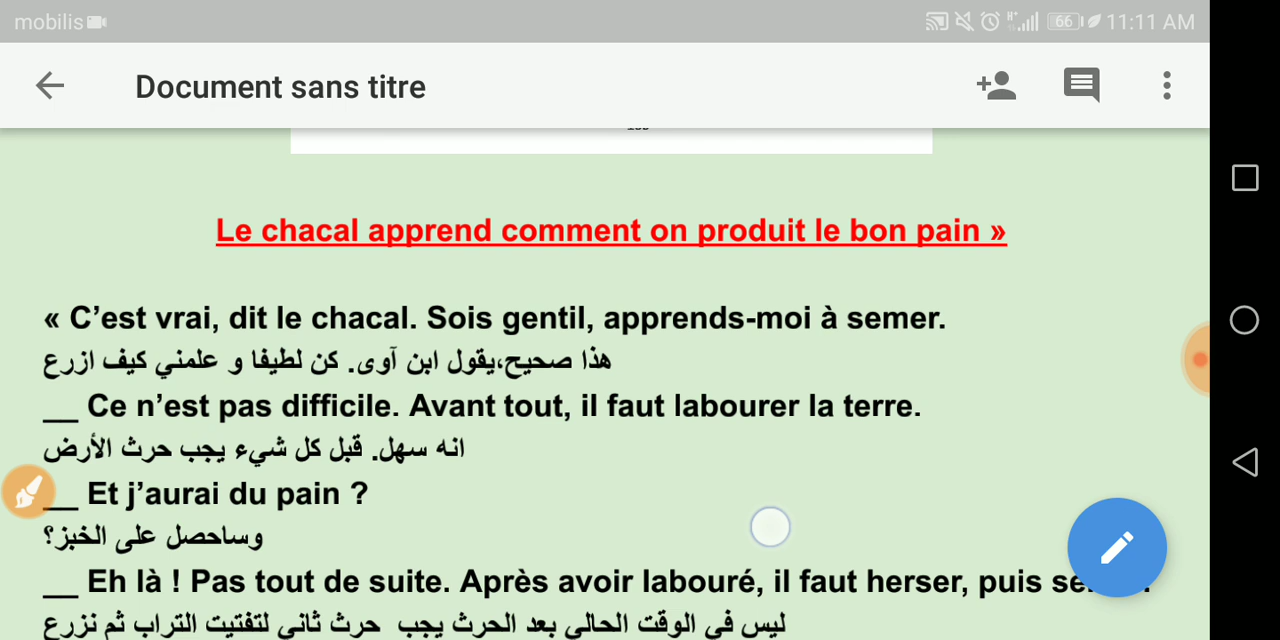 mobilis
66
11:11 AM
Document sans titre
Le chacal apprend comment on produit le bon pain »
« C’est vrai, dit le chacal. Sois gentil, apprends-moi à semer.
هذا صحيح،يقول ابن آوى. كن لطيفا و علمني كيف ازرع
__ Ce n’est pas difficile. Avant tout, il faut labourer la terre.
انه سهل. قبل كل شيء يجب حرث الأرض
__ Et j’aurai du pain ?
وساحصل على الخبز؟
__ Eh là ! Pas tout de suite. Après avoir labouré, il faut herser, puis
ليس في الوقت الحالي بعد الحرث يجب حرث ثاني لتفتيت التراب ثم نزرع